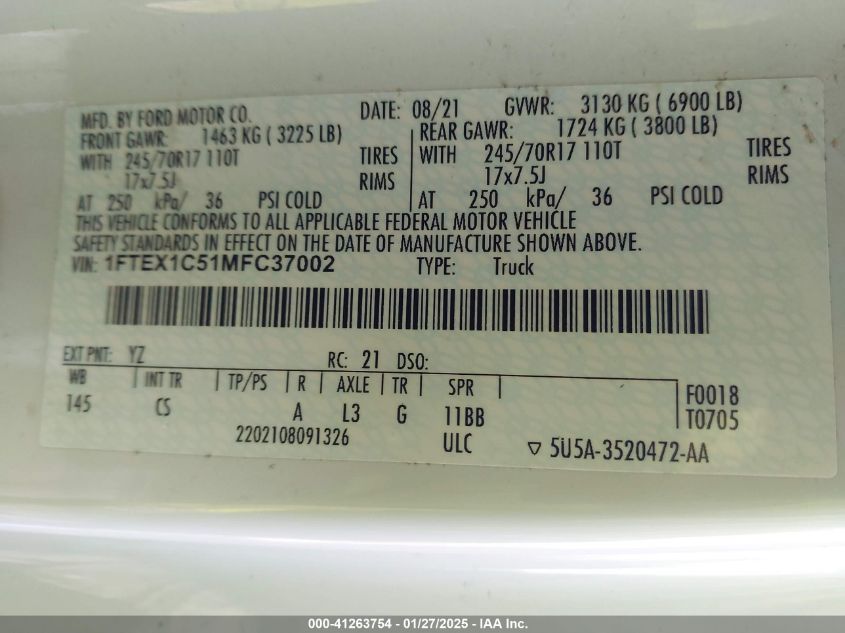 MFD. BY FORD MOTOR CO. DATE: 08/21 GVWR: 3130 KG ( 6900 LB)
FRONT GAWR: 1463 KG ( 3225 LB) REAR GAWR: 1724 KG ( 3800 LB)
WITH 245/70R17 110T TIRES WITH 245/70R17 110T TIRES
17x7.5J RIMS 17x7.5J RIMS
AT 250 kPa/ 36 PSI COLD AT 250 kPa/ 36 PSI COLD
THIS VEHICLE CONFORMS TO ALL APPLICABLE FEDERAL MOTOR VEHICLE
SAFETY STANDARDS IN EFFECT ON THE DATE OF MANUFACTURE SHOWN ABOVE.
VIN: 1FTEX1C51MFC37002 TYPE: Truck
EXT PNT: YZ RC: 21 DSO:
WB INT TR TP/PS R AXLE TR SPR F0018
145 CS A L3 G 11BB T0705
2202108091326 ULC ▽ 5U5A-3520472-AA
000-41263754 - 01/27/2025 - IAA Inc.